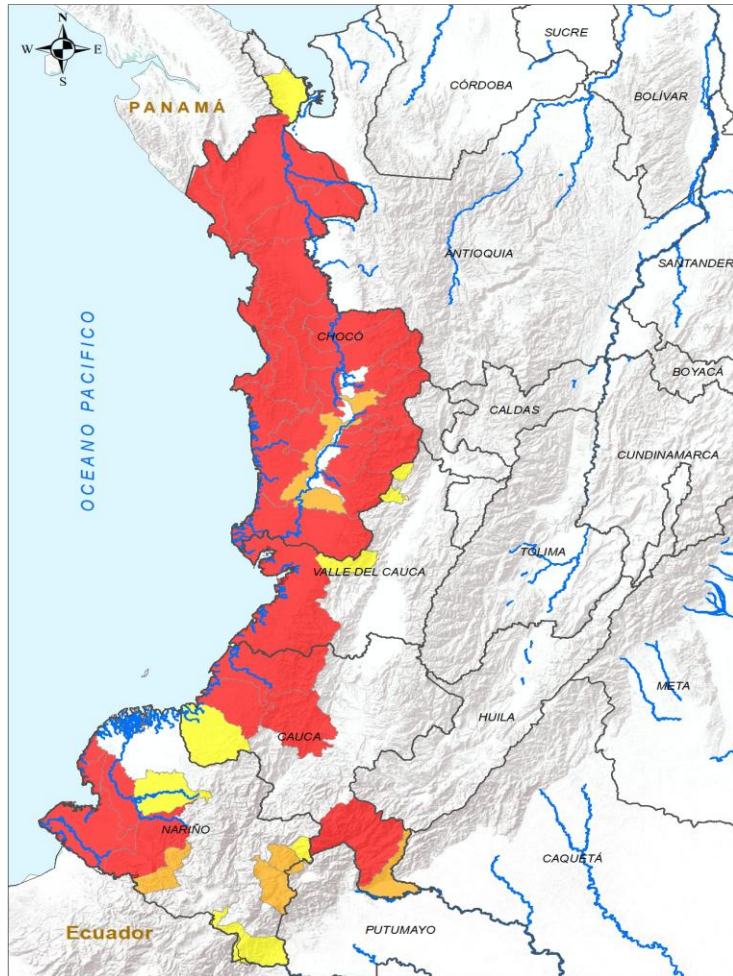 N
W E
S
PANAMÁ
SUCRE
CÓRDOBA
BOLÍVAR
ANTIOQUIA
SANTANDER
OCEANO PACIFICO
CHOCÓ
BOYACÁ
CALDAS
CUNDINAMARCA
TOLIMA
VALLE DEL CAUCA
META
HUILA
CAUCA
NARIÑO
CAQUETÁ
Ecuador
PUTUMAYO